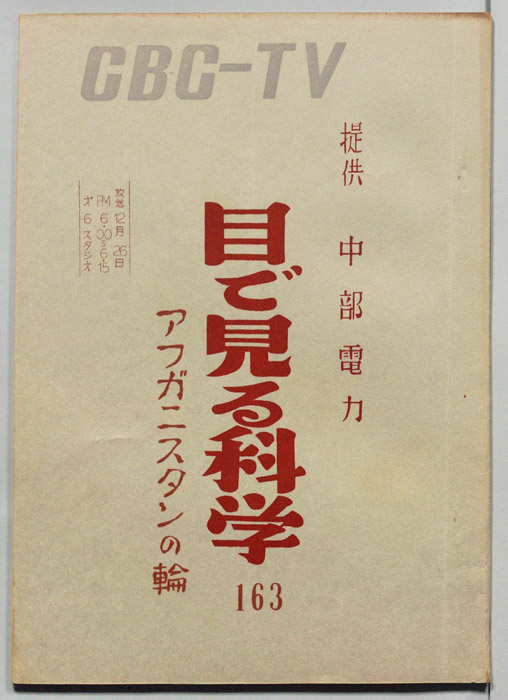 CBC-TV
提供 中部電力
目で見る科学
163
アフガニスタンの輪
放送 12月 26日
PM 6.00〜6.15
オ6スタジオ